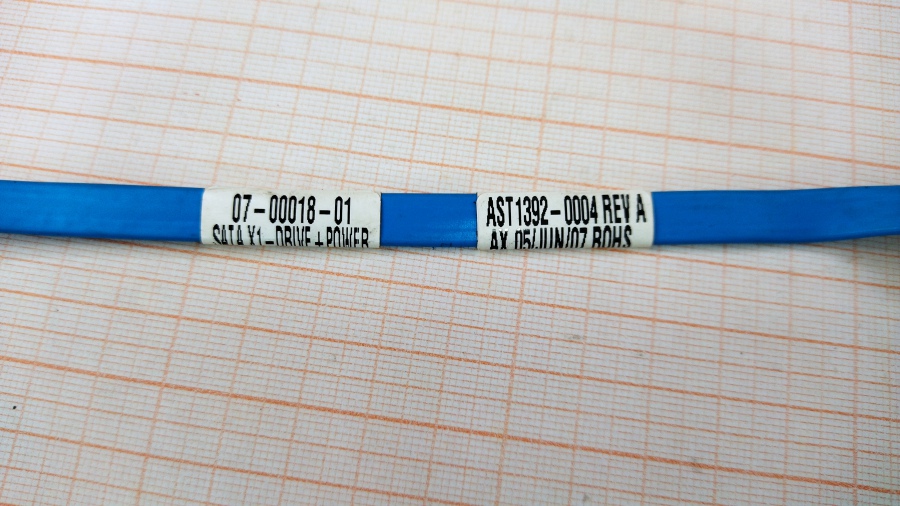 07-00018-01
SATA X1-DRIVE+POWER
AST1392-0004 REV A
AX 05/JUN/07 ROHS